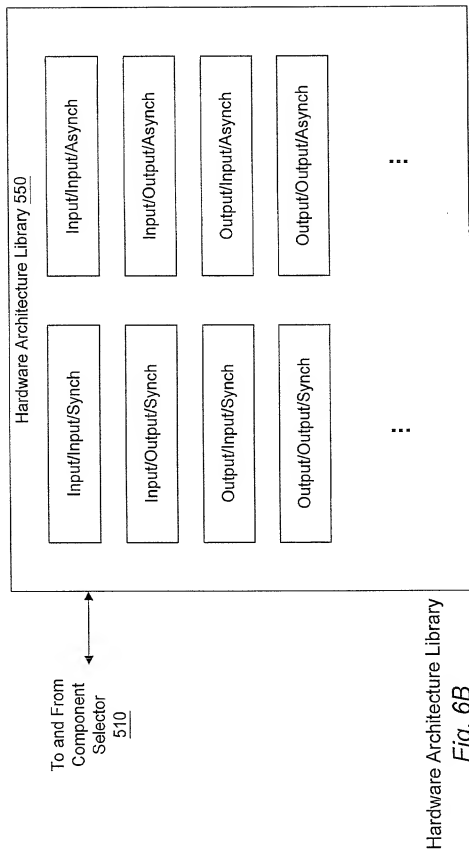 Hardware Architecture Library 550
Input/Input/Synch
Input/Input/Asynch
Input/Output/Synch
Input/Output/Asynch
Output/Input/Synch
Output/Input/Asynch
Output/Output/Synch
Output/Output/Asynch
...
...
To and From
Component
Selector
510
Hardware Architecture Library
Fig. 6B